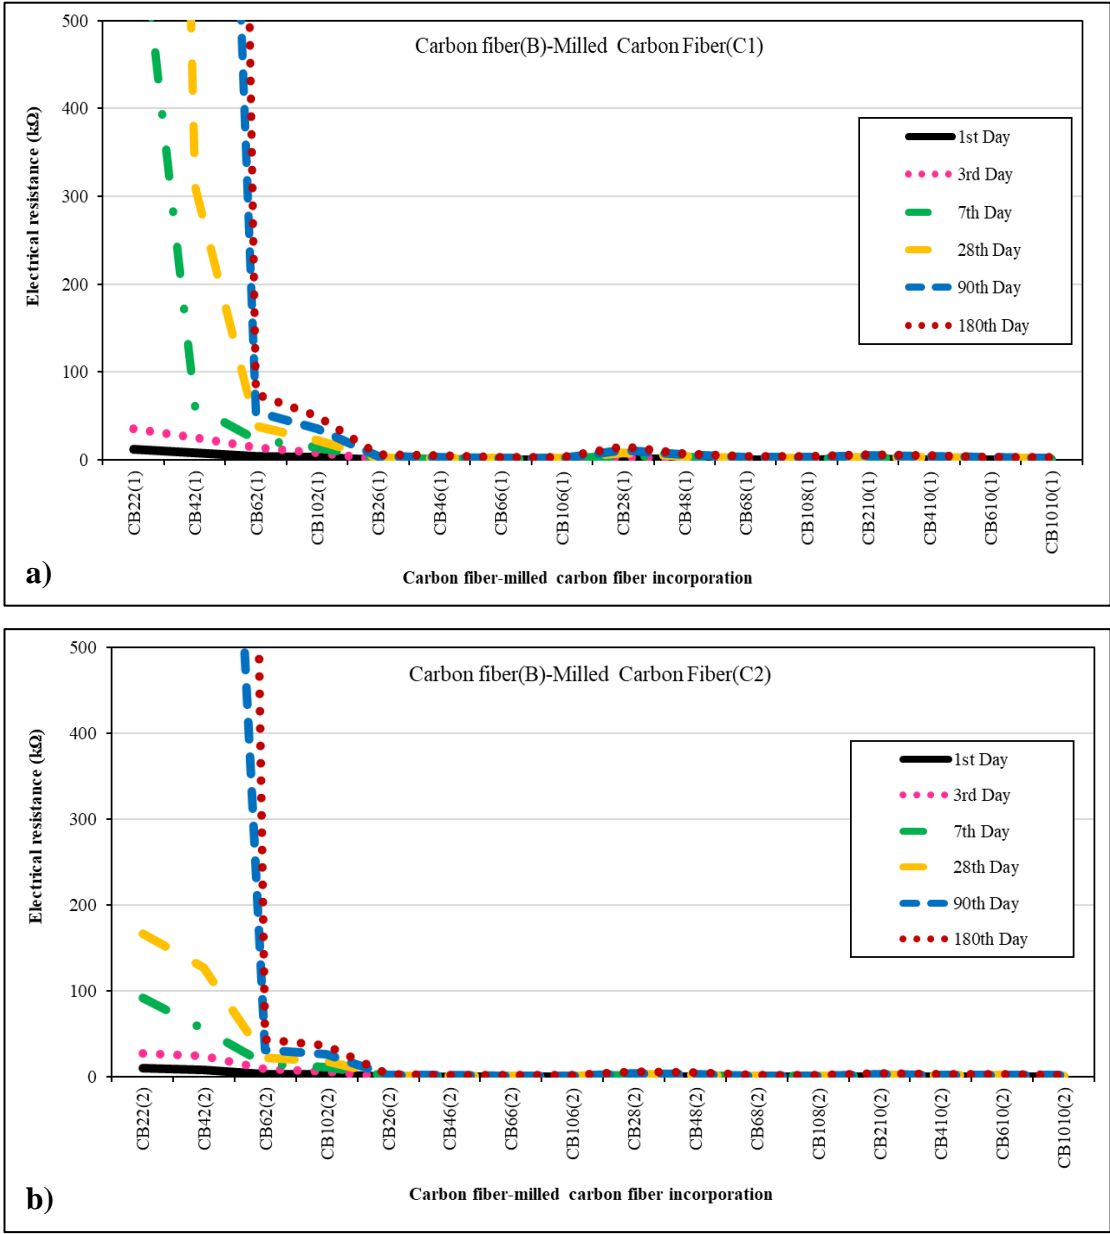 Carbon fiber(B)-Milled Carbon Fiber(C1)
500
400
300
200
100
0
Electrical resistance (kΩ)
1st Day
3rd Day
7th Day
28th Day
90th Day
180th Day
CB22(1)
CB42(1)
CB62(1)
CB102(1)
CB26(1)
CB46(1)
CB66(1)
CB106(1)
CB28(1)
CB48(1)
CB68(1)
CB108(1)
CB210(1)
CB410(1)
CB610(1)
CB1010(1)
a)
Carbon fiber-milled carbon fiber incorporation
Carbon fiber(B)-Milled Carbon Fiber(C2)
500
400
300
200
100
0
Electrical resistance (kΩ)
1st Day
3rd Day
7th Day
28th Day
90th Day
180th Day
CB22(2)
CB42(2)
CB62(2)
CB102(2)
CB26(2)
CB46(2)
CB66(2)
CB106(2)
CB28(2)
CB48(2)
CB68(2)
CB108(2)
CB210(2)
CB410(2)
CB610(2)
CB1010(2)
b)
Carbon fiber-milled carbon fiber incorporation